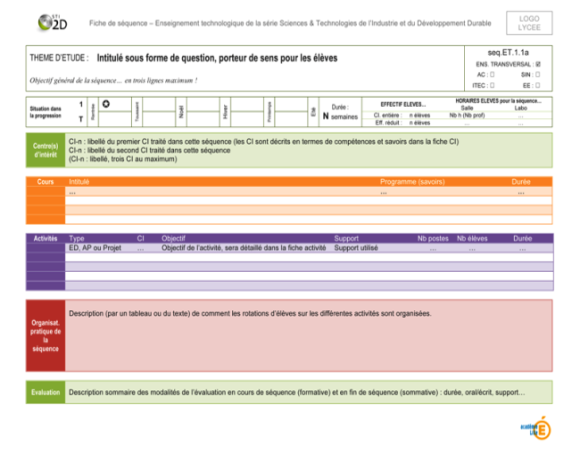 STI 2D
Fiche de séquence – Enseignement technologique de la série Sciences & Technologies de l'Industrie et du Développement Durable
LOGO
LYCEE
THEME D'ETUDE : Intitulé sous forme de question, porteur de sens pour les élèves
Objectif général de la séquence… en trois lignes maximum !
seq.ET.1.1a
ENS. TRANSVERSAL : ☑
AC : ☐ SIN : ☐
ITEC : ☐ EE : ☐
Situation dans
la progression
1
T
Rentrée
✪
Toussaint
Noël
Hiver
Printemps
Eté
Durée :
N semaines
EFFECTIF ELEVES…
Cl. entière : n élèves
Eff. réduit : n élèves
HORAIRES ELEVES pour la séquence…
Salle Labo
Nb h (Nb prof) …
… …
Centre(s)
d'intérêt
CI-n : libellé du premier CI traité dans cette séquence (les CI sont décrits en termes de compétences et savoirs dans la fiche CI)
CI-n : libellé du second CI traité dans cette séquence
(CI-n : libellé, trois CI au maximum)
Cours Intitulé Programme (savoirs) Durée
… … …
Activités Type CI Objectif Support Nb postes Nb élèves Durée
ED, AP ou Projet … Objectif de l'activité, sera détaillé dans la fiche activité Support utilisé … … …
Organisat.
pratique de
la
séquence
Description (par un tableau ou du texte) de comment les rotations d'élèves sur les différentes activités sont organisées.
Evaluation Description sommaire des modalités de l'évaluation en cours de séquence (formative) et en fin de séquence (sommative) : durée, oral/écrit, support…
académie
Lille